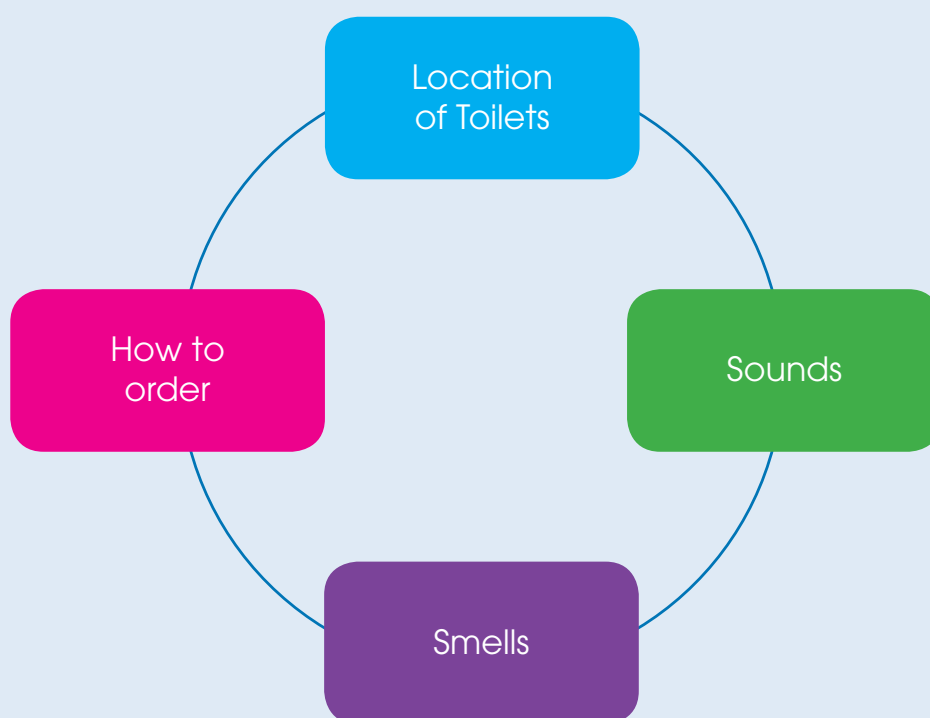 Location
of Toilets
How to
order
Sounds
Smells